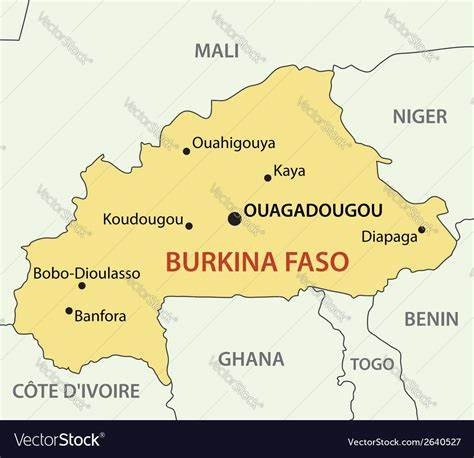 MALI
NIGER
Ouahigouya
Kaya
Koudougou
OUAGADOUGOU
Diapaga
BURKINA FASO
Bobo-Dioulasso
Banfora
BENIN
GHANA
TOGO
CÔTE D'IVOIRE
VectorStock®
VectorStock.com/2640527